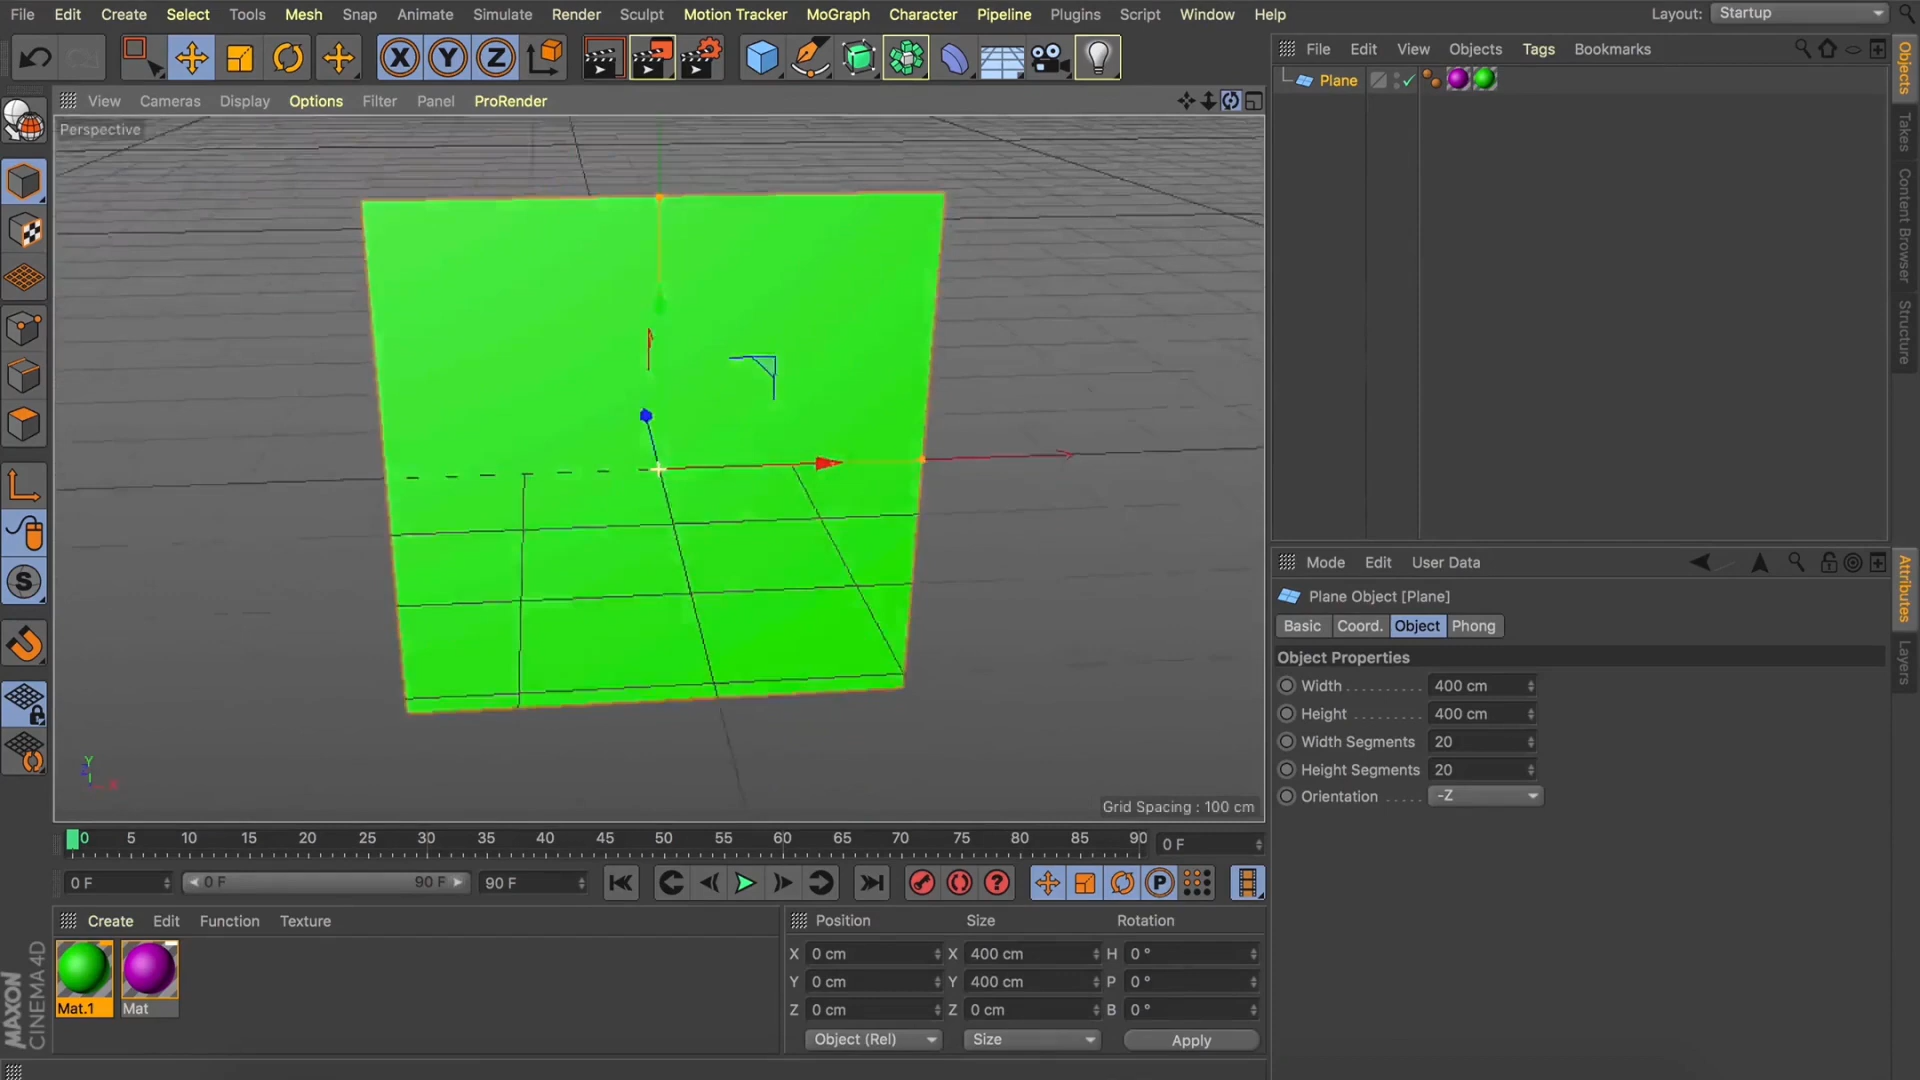 File Edit Create Select Tools Mesh Snap Animate Simulate Render Sculpt Motion Tracker MoGraph Character Pipeline Plugins Script Window Help Layout: Startup
X Y Z
File Edit View Objects Tags Bookmarks
Plane
View Cameras Display Options Filter Panel ProRender
Perspective
Grid Spacing : 100 cm
Y
Objects
Takes
Content Browser
Structure
Mode Edit User Data
Plane Object [Plane]
Basic Coord. Object Phong
Object Properties
Width . . . . . . . . . 400 cm
Height . . . . . . . . 400 cm
Width Segments 20
Height Segments 20
Orientation . . . . . -Z
Attributes
Layers
S
0 5 10 15 20 25 30 35 40 45 50 55 60 65 70 75 80 85 90 0 F
0 F 0 F 90 F 90 F
? P
Create Edit Function Texture
Mat.1 Mat
Position Size Rotation
X 0 cm X 400 cm H 0 °
Y 0 cm Y 400 cm P 0 °
Z 0 cm Z 0 cm B 0 °
Object (Rel) Size Apply
MAXON
CINEMA 4D